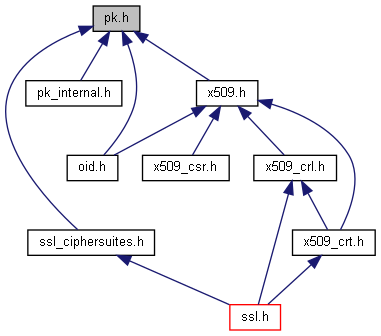 pk.h
pk_internal.h
x509.h
oid.h
x509_csr.h
x509_crl.h
ssl_ciphersuites.h
x509_crt.h
ssl.h